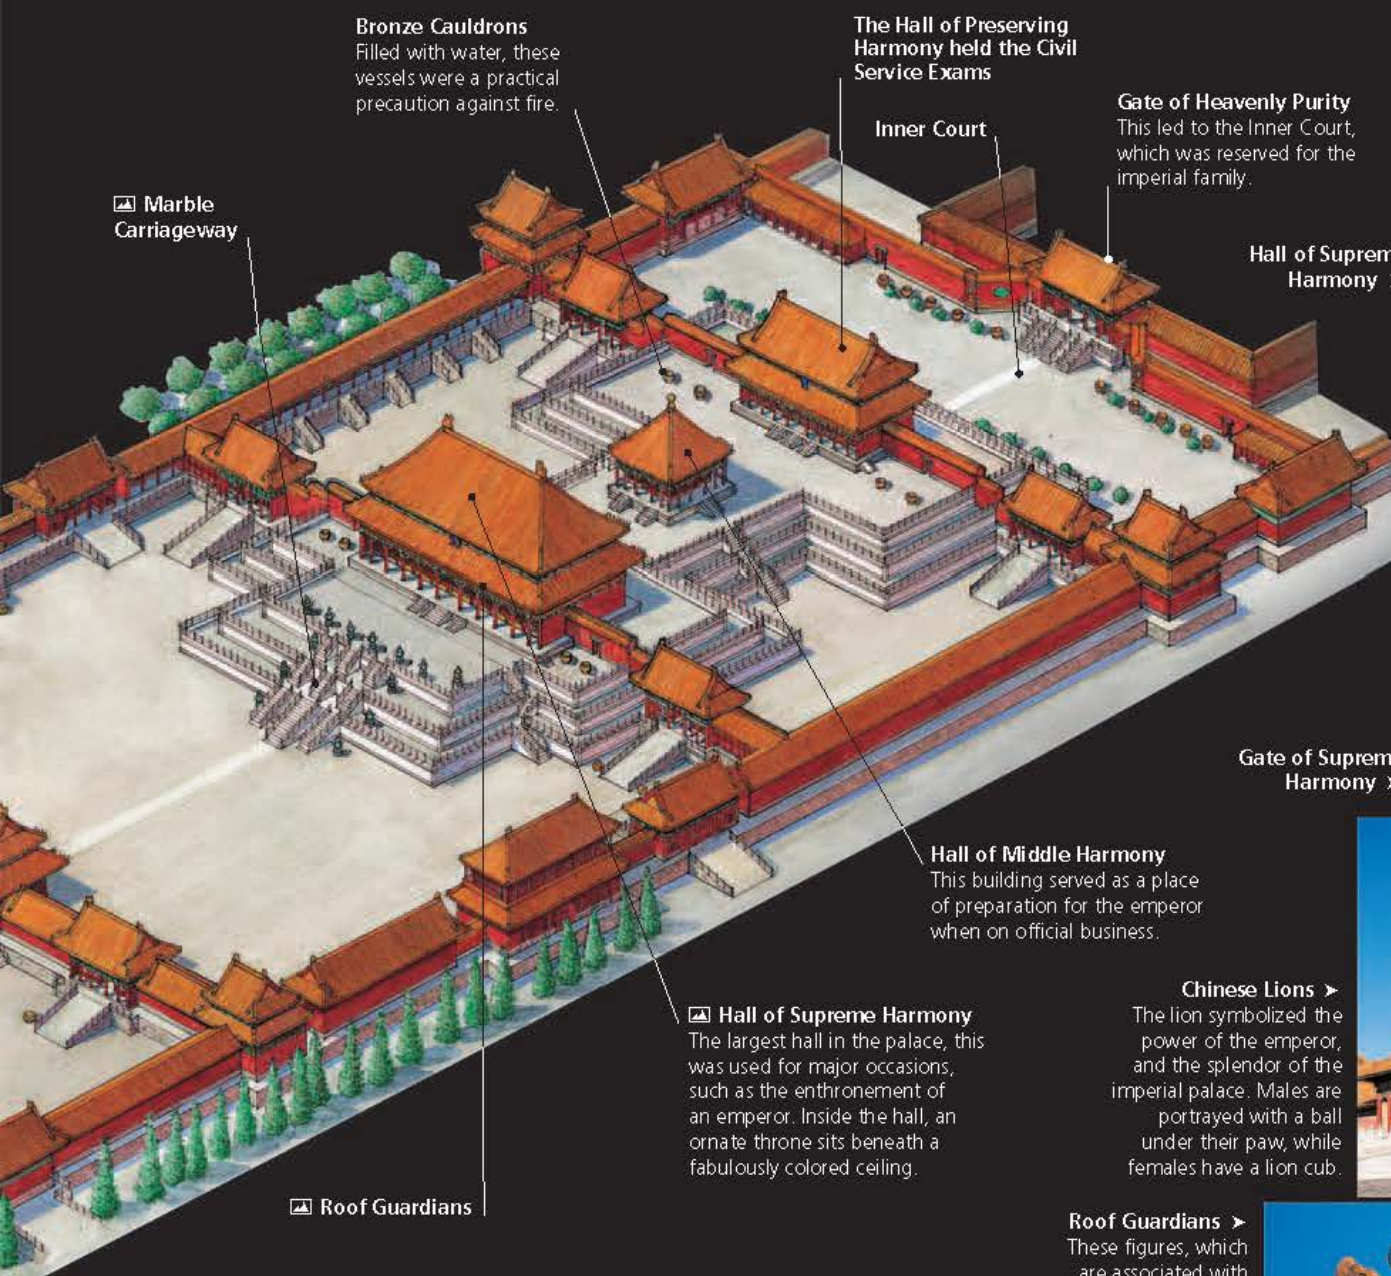 Bronze Cauldrons
Filled with water, these
vessels were a practical
precaution against fire.
The Hall of Preserving
Harmony held the Civil
Service Exams
Inner Court
Gate of Heavenly Purity
This led to the Inner Court,
which was reserved for the
imperial family.
Marble
Carriageway
Hall of
Harmony
Gate of
Harmony
Hall of Middle Harmony
This building served as a place
of preparation for the emperor
when on official business.
Hall of Supreme Harmony
The largest hall in the palace, this
was used for major occasions,
such as the enthronement of
an emperor. Inside the hall, an
ornate throne sits beneath a
fabulously colored ceiling.
Chinese Lions ➤
The lion symbolized the
power of the emperor,
and the splendor of the
imperial palace. Males are
portrayed with a ball
under their paw, while
females have a lion cub.
Roof Guardians
Roof Guardians ➤
These figures, which
are associated with